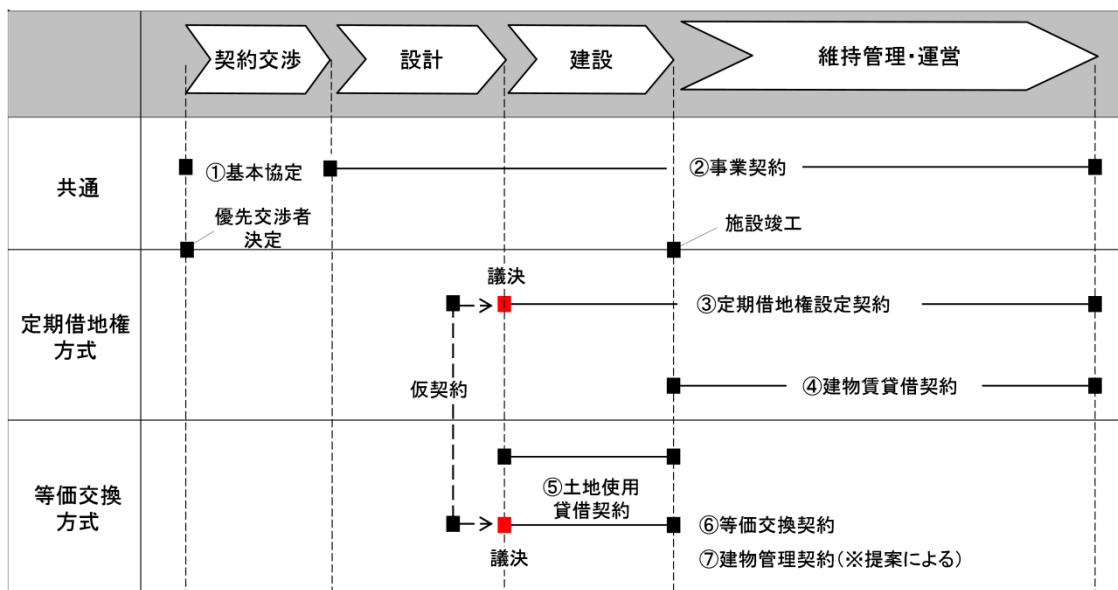 契約交渉
設計
建設
維持管理・運営
共通
①基本協定
②事業契約
優先交渉者
決定
施設竣工
定期借地権
方式
議決
③定期借地権設定契約
仮契約
④建物賃貸借契約
等価交換
方式
⑤土地使用
貸借契約
議決
⑥等価交換契約
⑦建物管理契約(※提案による)